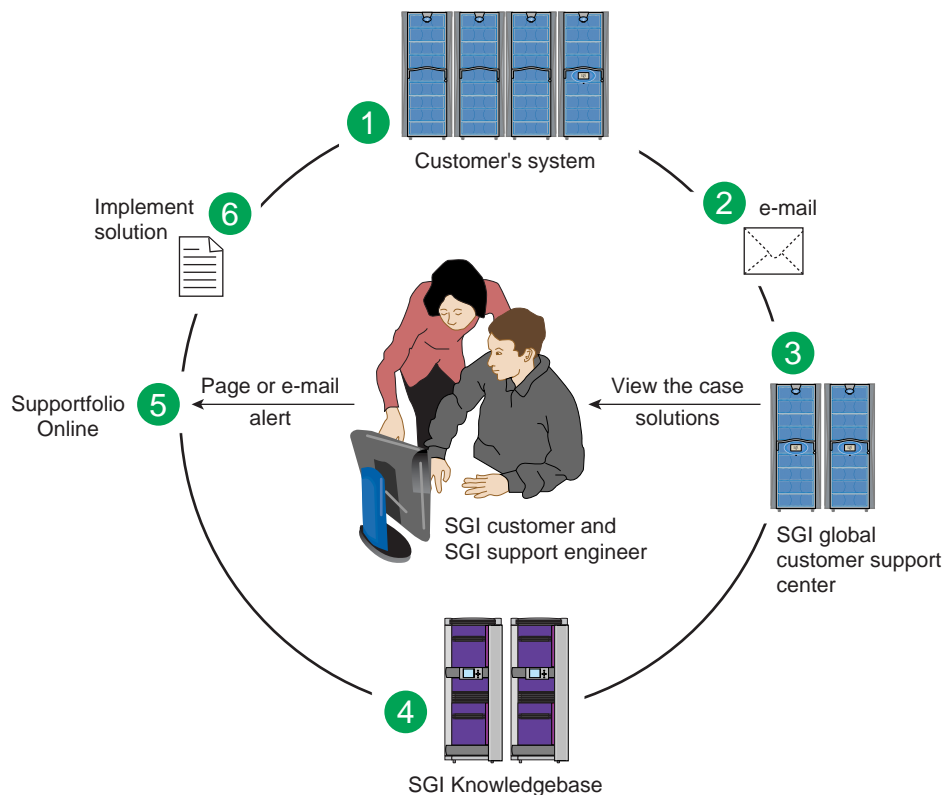 1
Customer's system
2
e-mail
6
Implement
solution
3
View the case
solutions
Page or e-mail
alert
5
Supportfolio
Online
SGI customer and
SGI support engineer
SGI global
customer support
center
4
SGI Knowledgebase